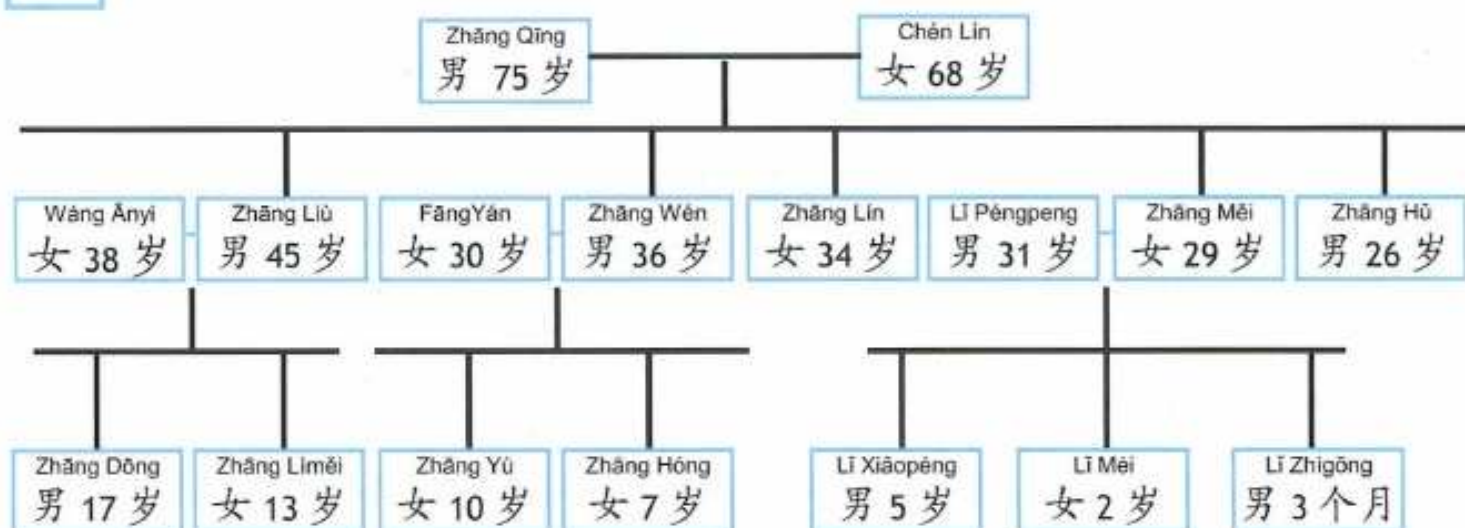 Zhāng Qīng
男 75 岁
Chén Lín
女 68 岁
Wáng Ānyì
女 38 岁
Zhāng Liù
男 45 岁
FāngYán
女 30 岁
Zhāng Wén
男 36 岁
Zhāng Lín
女 34 岁
Lǐ Péngpeng
男 31 岁
Zhāng Měi
女 29 岁
Zhāng Hǔ
男 26 岁
Zhāng Dōng
男 17 岁
Zhāng Lìměi
女 13 岁
Zhāng Yù
女 10 岁
Zhāng Hóng
女 7 岁
Lǐ Xiǎopéng
男 5 岁
Lǐ Mèi
女 2 岁
Lǐ Zhìgōng
男 3 个月